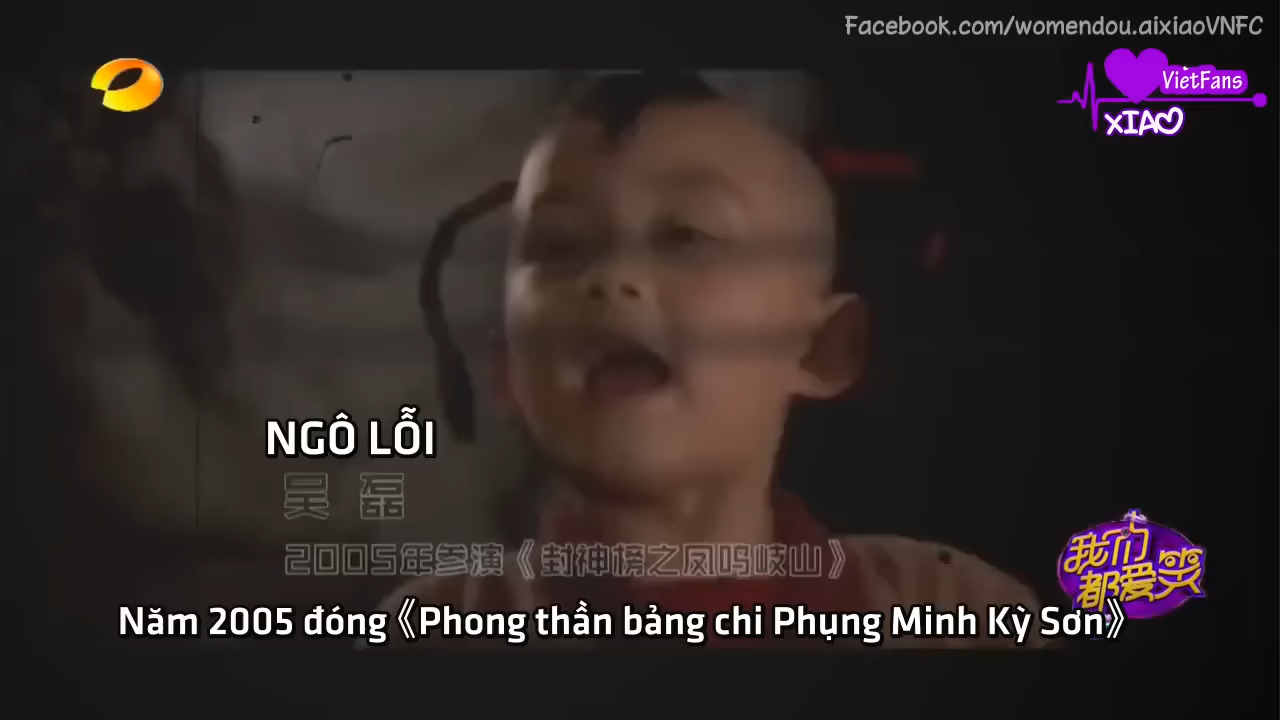 Facebook.com/womendou.aixiaoVNFC
VietFans
XIAO
NGÔ LỖI
吴 磊
2005年参演《封神榜之凤鸣岐山》
我们
都爱笑
Năm 2005 đóng《Phong thần bảng chi Phụng Minh Kỳ Sơn》